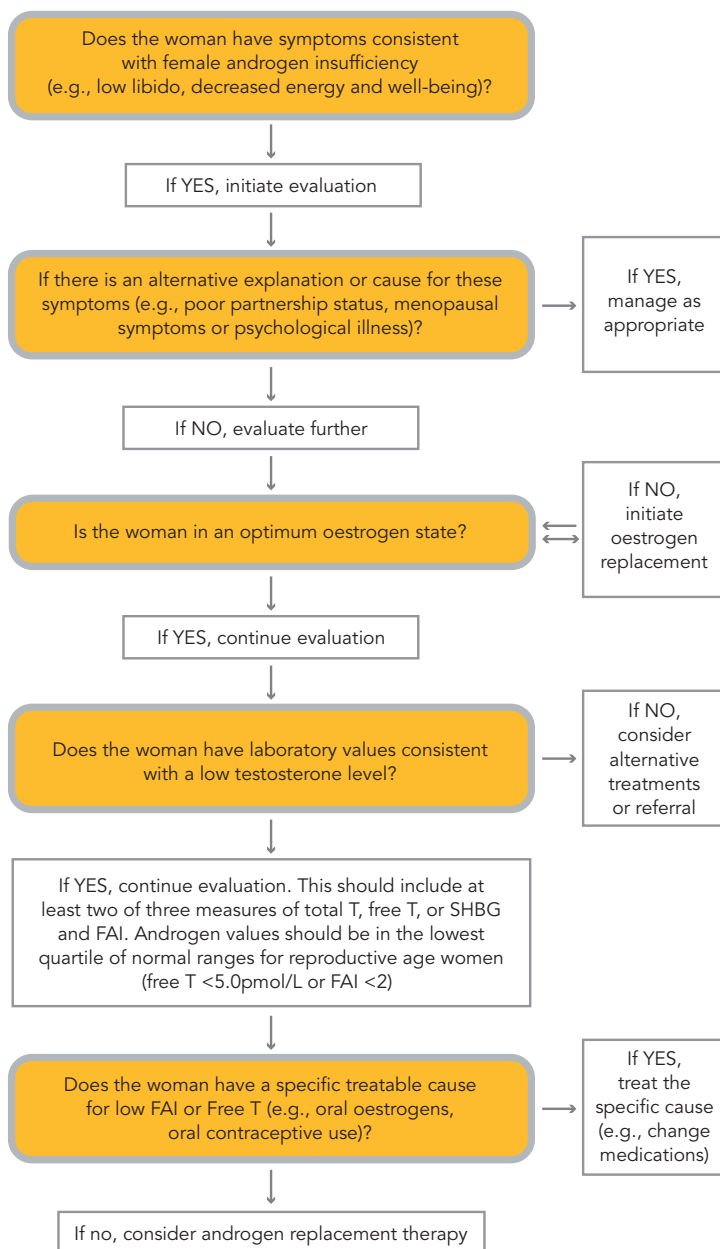 Does the woman have symptoms consistent
with female androgen insufficiency
(e.g., low libido, decreased energy and well-being)?
If YES, initiate evaluation
If there is an alternative explanation or cause for these
symptoms (e.g., poor partnership status, menopausal
symptoms or psychological illness)?
If YES,
manage as
appropriate
If NO, evaluate further
Is the woman in an optimum oestrogen state?
If NO,
initiate
oestrogen
replacement
If YES, continue evaluation
Does the woman have laboratory values consistent
with a low testosterone level?
If NO,
consider
alternative
treatments
or referral
If YES, continue evaluation. This should include at
least two of three measures of total T, free T, or SHBG
and FAI. Androgen values should be in the lowest
quartile of normal ranges for reproductive age women
(free T <5.0pmol/L or FAI <2)
Does the woman have a specific treatable cause
for low FAI or Free T (e.g., oral oestrogens,
oral contraceptive use)?
If YES,
treat the
specific cause
(e.g., change
medications)
If no, consider androgen replacement therapy